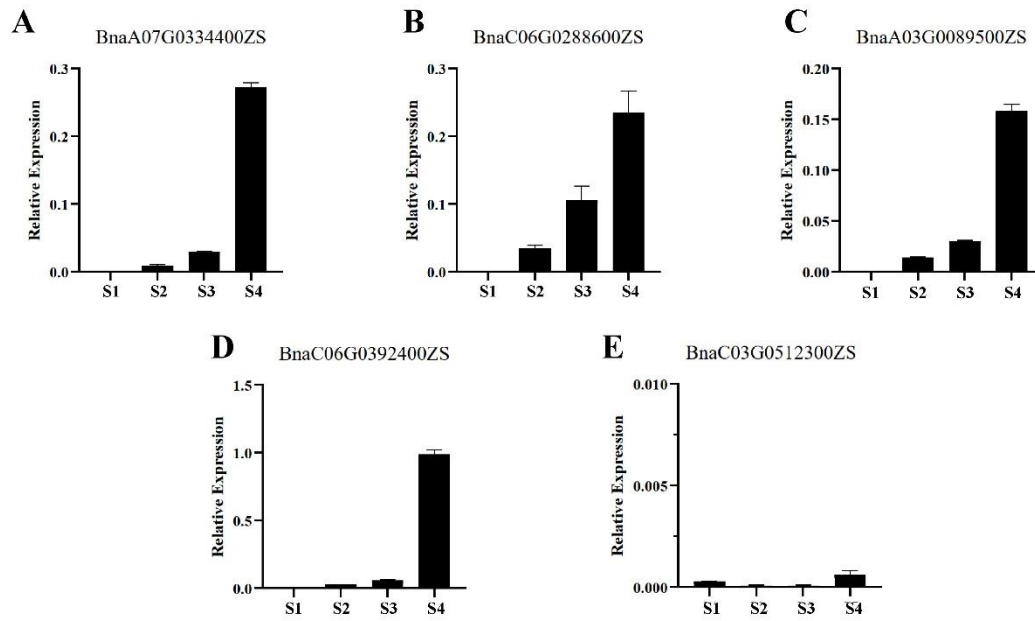 A
BnaA07G0334400ZS
Relative Expression
0.3
0.2
0.1
0.0
S1 S2 S3 S4
B
BnaC06G0288600ZS
Relative Expression
0.3
0.2
0.1
0.0
S1 S2 S3 S4
C
BnaA03G0089500ZS
Relative Expression
0.20
0.15
0.10
0.05
0.00
S1 S2 S3 S4
D
BnaC06G0392400ZS
Relative Expression
1.5
1.0
0.5
0.0
S1 S2 S3 S4
E
BnaC03G0512300ZS
Relative Expression
0.010
0.005
0.000
S1 S2 S3 S4